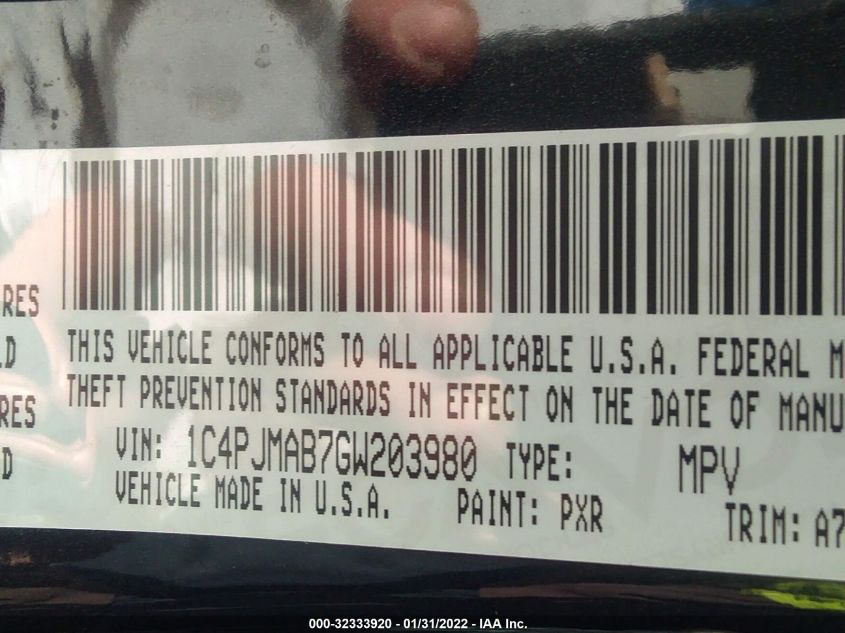 RES
D
RES
D
THIS VEHICLE CONFORMS TO ALL APPLICABLE U.S.A. FEDERAL M
THEFT PREVENTION STANDARDS IN EFFECT ON THE DATE OF MANU
VIN: 1C4PJMAB7GW203980 TYPE: MPV
VEHICLE MADE IN U.S.A. PAINT: PXR TRIM: A7
000-32333920 - 01/31/2022 - IAA Inc.